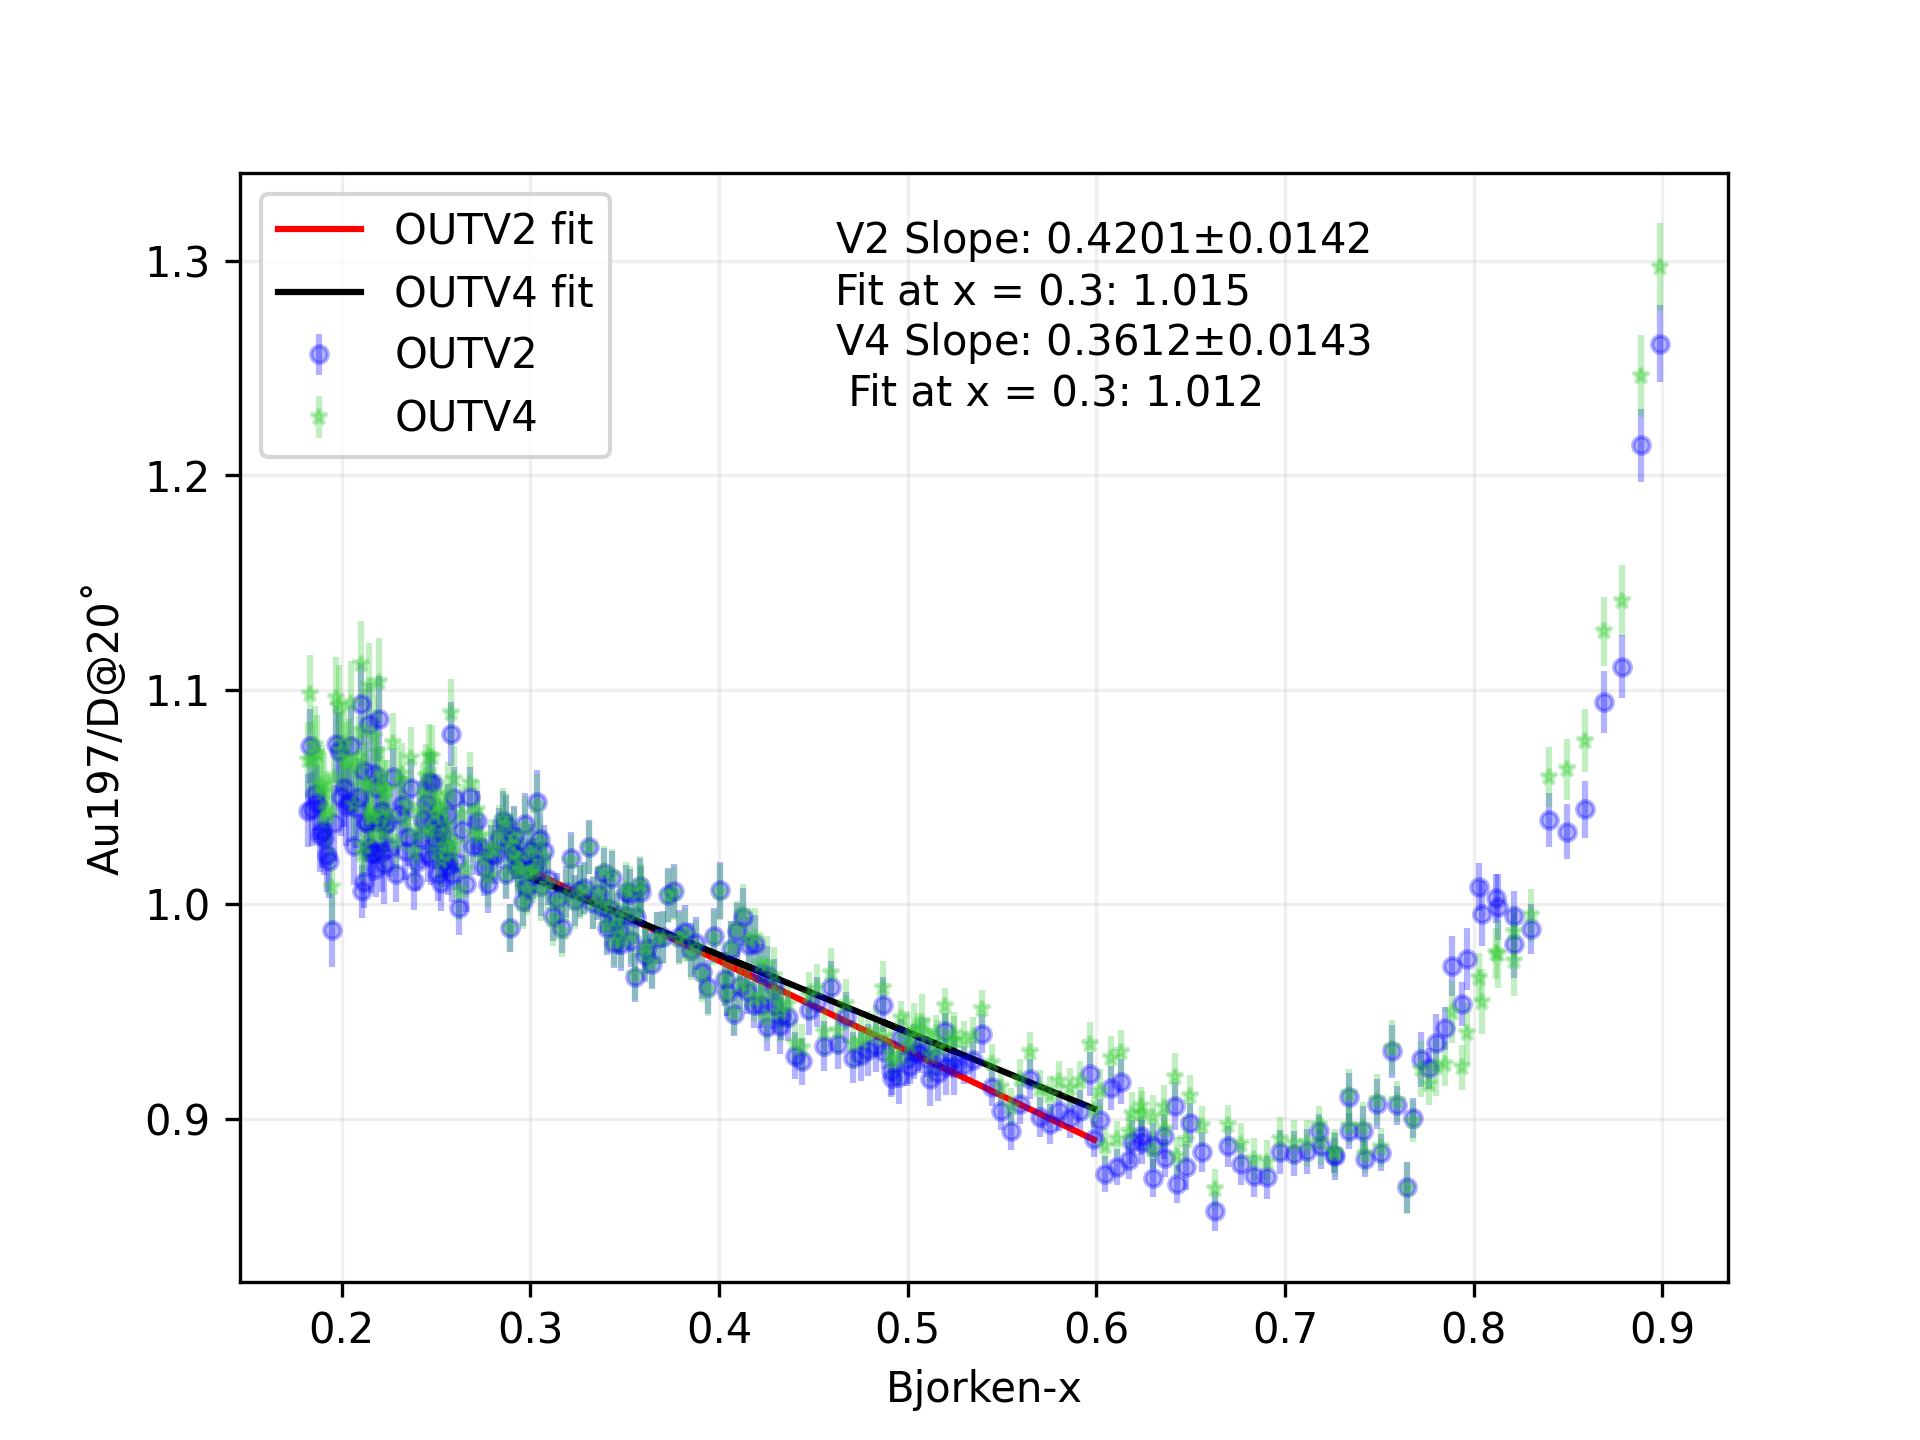 OUTV2 fit
OUTV4 fit
OUTV2
OUTV4
V2 Slope: 0.4201±0.0142
Fit at x = 0.3: 1.015
V4 Slope: 0.3612±0.0143
Fit at x = 0.3: 1.012
1.3
1.2
1.1
1.0
0.9
Au197/D@20°
0.2 0.3 0.4 0.5 0.6 0.7 0.8 0.9
Bjorken-x